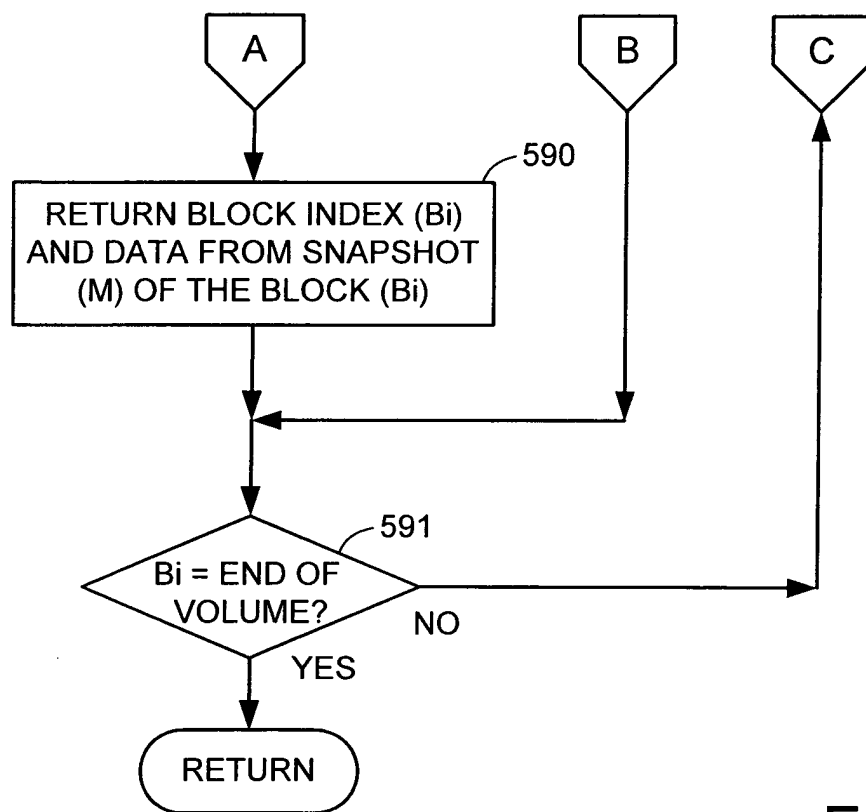 A
B
C
590
RETURN BLOCK INDEX (Bi)
AND DATA FROM SNAPSHOT
(M) OF THE BLOCK (Bi)
591
Bi = END OF
VOLUME?
NO
YES
RETURN